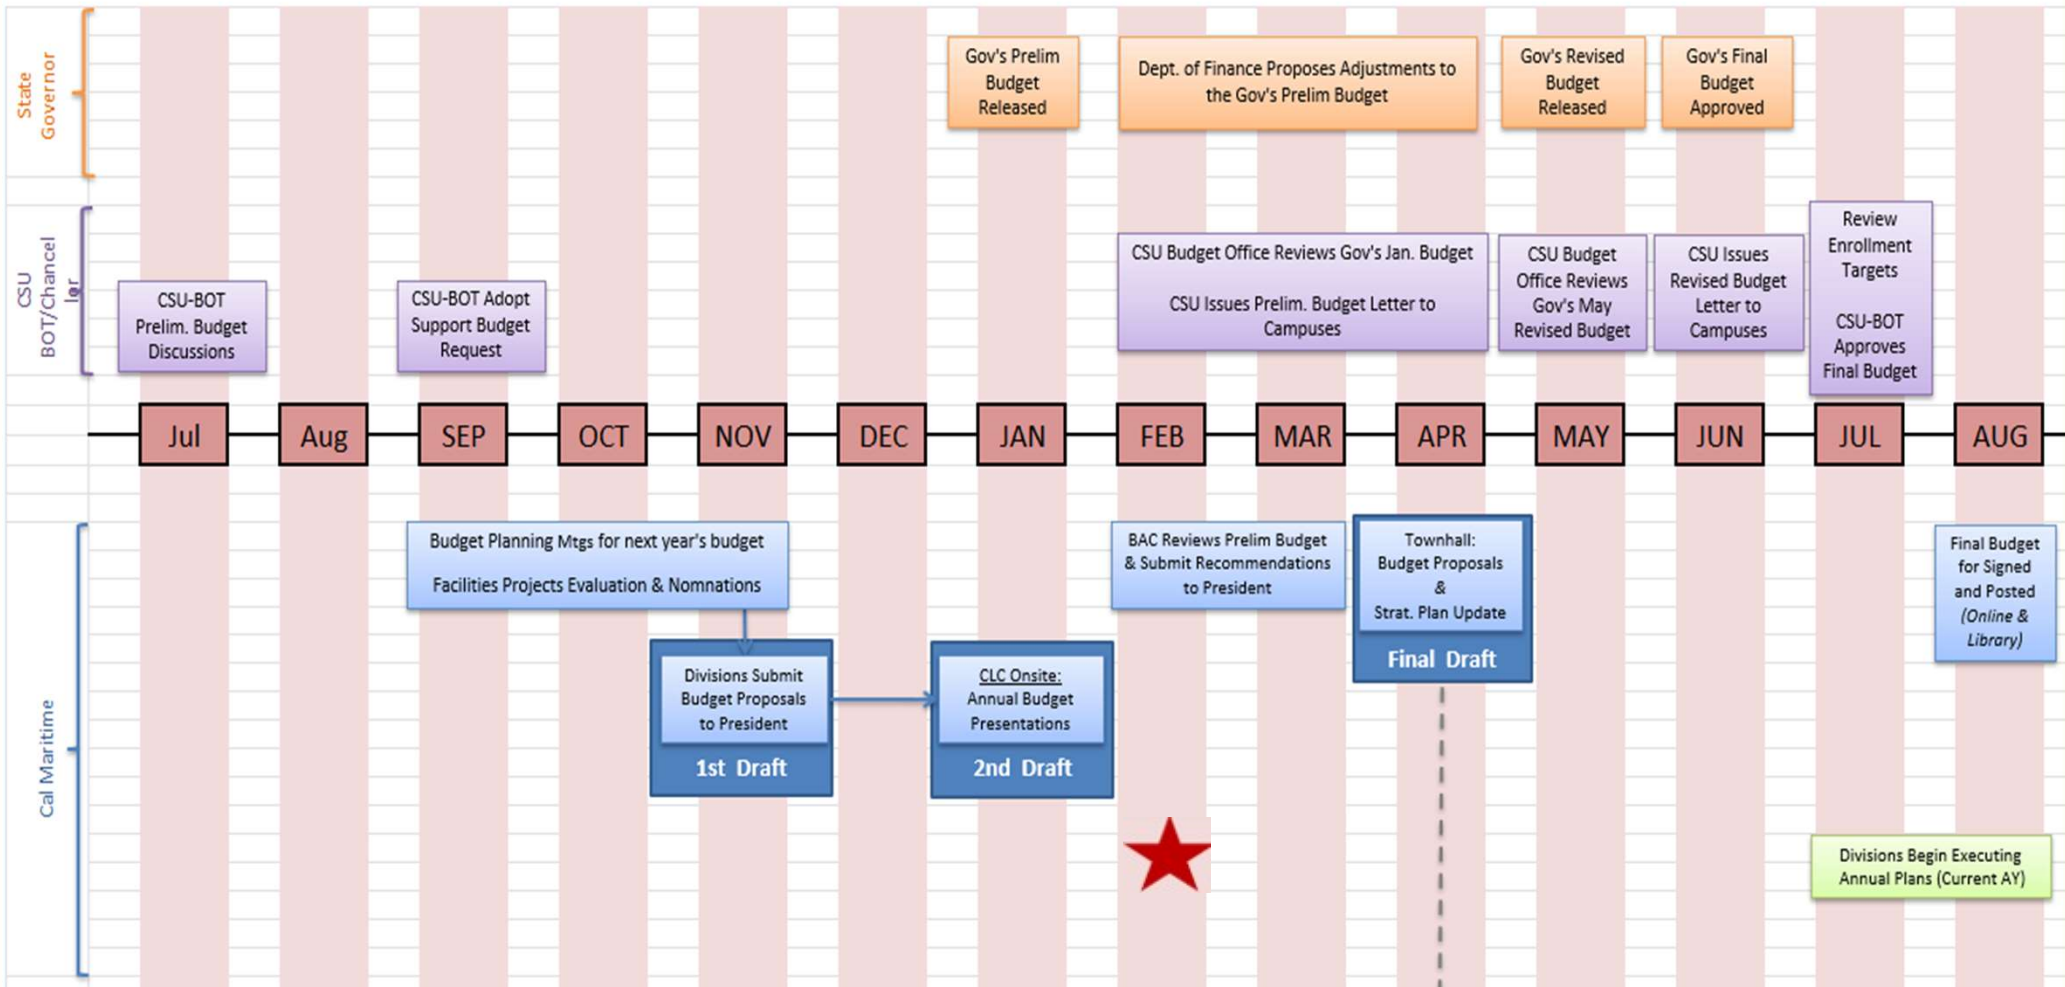 State
Governor
Gov's Prelim
Budget
Released
Dept. of Finance Proposes Adjustments to
the Gov's Prelim Budget
Gov's Revised
Budget
Released
Gov's Final
Budget
Approved
CSU
BOT/Chancel
lor
CSU-BOT
Prelim. Budget
Discussions
CSU-BOT Adopt
Support Budget
Request
CSU Budget Office Reviews Gov's Jan. Budget
CSU Issues Prelim. Budget Letter to
Campuses
CSU Budget
Office Reviews
Gov's May
Revised Budget
CSU Issues
Revised Budget
Letter to
Campuses
Review
Enrollment
Targets
CSU-BOT
Approves
Final Budget
Jul
Aug
SEP
OCT
NOV
DEC
JAN
FEB
MAR
APR
MAY
JUN
JUL
AUG
Cal Maritime
Budget Planning Mtgs for next year's budget
Facilities Projects Evaluation & Nomnations
Divisions Submit
Budget Proposals
to President
1st Draft
CLC Onsite:
Annual Budget
Presentations
2nd Draft
BAC Reviews Prelim Budget
& Submit Recommendations
to President
Townhall:
Budget Proposals
&
Strat. Plan Update
Final Draft
Final Budget
for Signed
and Posted
(Online &
Library)
Divisions Begin Executing
Annual Plans (Current AY)